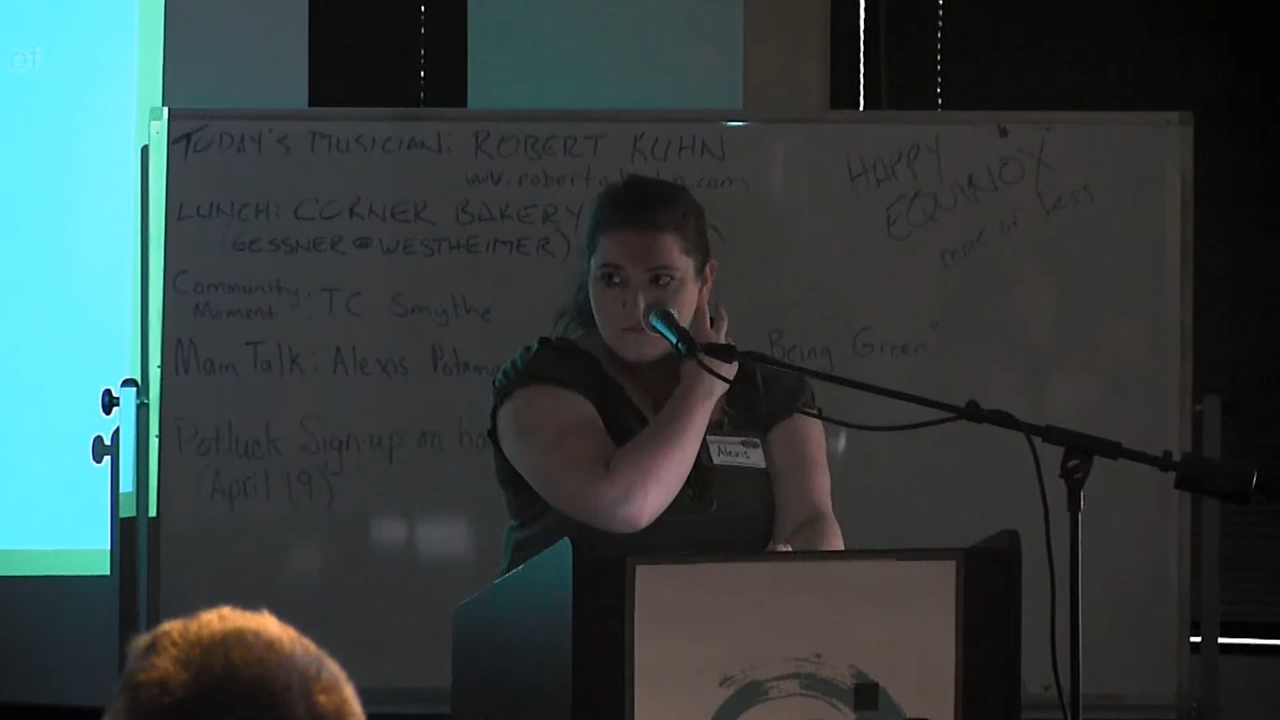 of
TODAY'S MUSICIAN: ROBERT KUHN
LUNCH: CORNER BAKERY
(GESSNER @ WESTHEIMER)
Community Moment: TC Smythe
Main Talk: Alexis Being Green"
Potluck Sign-up on
(April 19)
HAPPY
EQUINOX
more or less
Alexis